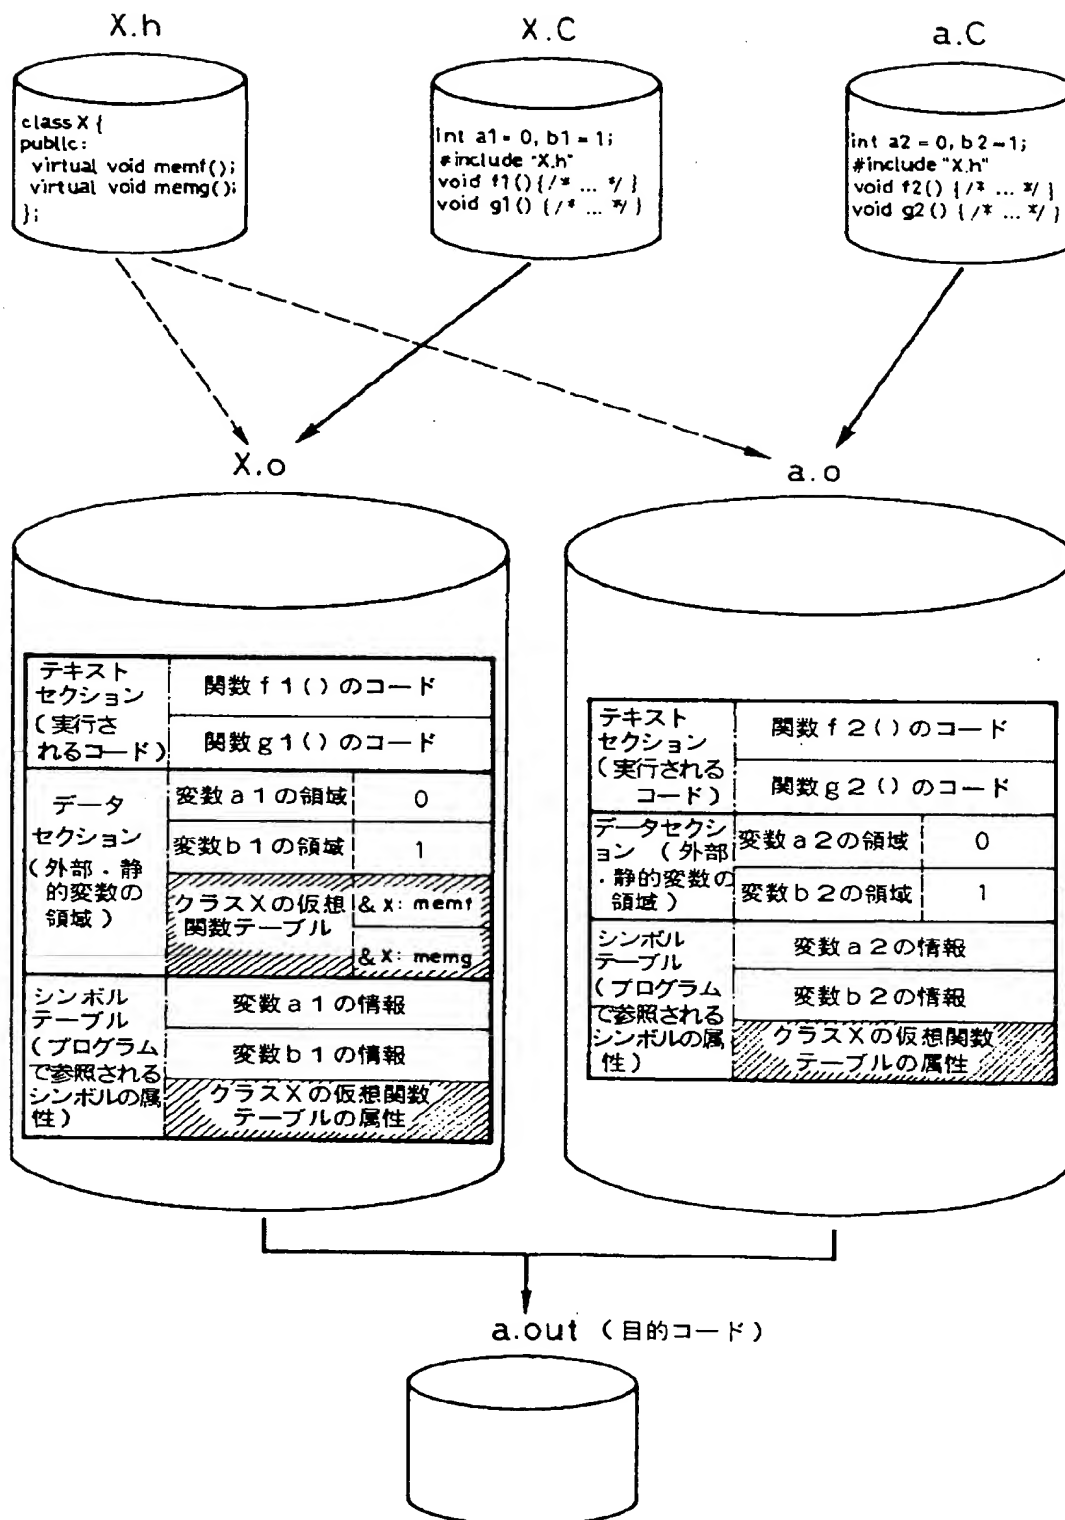 X.h
class X {
public:
virtual void memf();
virtual void memg();
};
X.C
int a1 = 0, b1 = 1;
#include "X.h"
void f1() {/* ... */ }
void g1() {/* ... */ }
a.C
int a2 = 0, b2 = 1;
#include "X.h"
void f2() {/* ... */ }
void g2() {/* ... */ }
X.o
テキスト
セクション
(実行さ
れるコード)
関数f1()のコード
関数g1()のコード
データ
セクション
(外部・静
的変数の
領域)
変数a1の領域
0
変数b1の領域
1
クラスXの仮想
関数テーブル
& x: memf
& X: memg
シンボル
テーブル
(プログラム
で参照される
シンボルの属
性)
変数a1の情報
変数b1の情報
クラスXの仮想関数
テーブルの属性
a.o
テキスト
セクション
(実行される
コード)
関数f2()のコード
関数g2()のコード
データセクシ
ョン (外部
・静的変数の
領域)
変数a2の領域
0
変数b2の領域
1
シンボル
テーブル
(プログラム
で参照される
シンボルの属
性)
変数a2の情報
変数b2の情報
クラスXの仮想関数
テーブルの属性
a.out (目的コード)